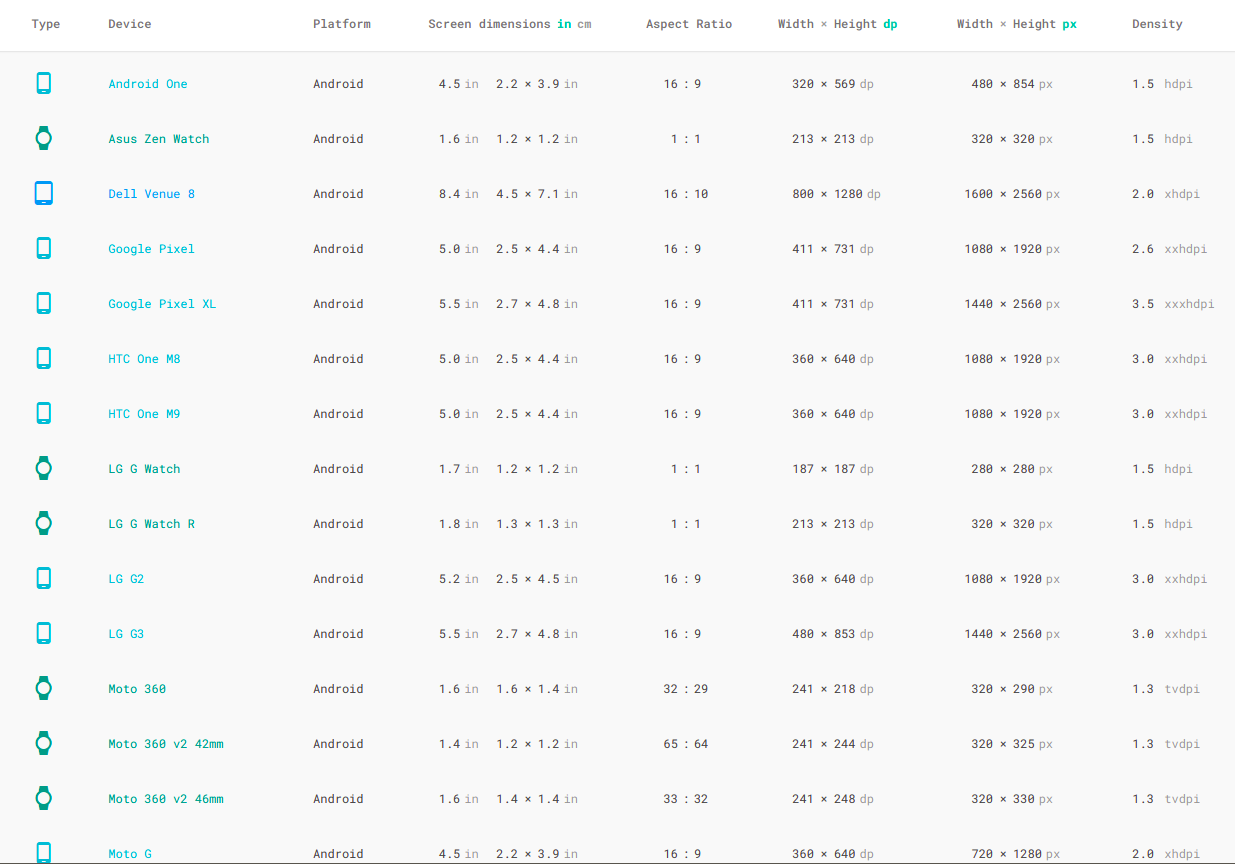 Type Device Platform Screen dimensions in cm Aspect Ratio Width × Height dp Width × Height px Density
Android One Android 4.5 in 2.2 × 3.9 in 16 : 9 320 × 569 dp 480 × 854 px 1.5 hdpi
Asus Zen Watch Android 1.6 in 1.2 × 1.2 in 1 : 1 213 × 213 dp 320 × 320 px 1.5 hdpi
Dell Venue 8 Android 8.4 in 4.5 × 7.1 in 16 : 10 800 × 1280 dp 1600 × 2560 px 2.0 xhdpi
Google Pixel Android 5.0 in 2.5 × 4.4 in 16 : 9 411 × 731 dp 1080 × 1920 px 2.6 xxhdpi
Google Pixel XL Android 5.5 in 2.7 × 4.8 in 16 : 9 411 × 731 dp 1440 × 2560 px 3.5 xxxhdpi
HTC One M8 Android 5.0 in 2.5 × 4.4 in 16 : 9 360 × 640 dp 1080 × 1920 px 3.0 xxhdpi
HTC One M9 Android 5.0 in 2.5 × 4.4 in 16 : 9 360 × 640 dp 1080 × 1920 px 3.0 xxhdpi
LG G Watch Android 1.7 in 1.2 × 1.2 in 1 : 1 187 × 187 dp 280 × 280 px 1.5 hdpi
LG G Watch R Android 1.8 in 1.3 × 1.3 in 1 : 1 213 × 213 dp 320 × 320 px 1.5 hdpi
LG G2 Android 5.2 in 2.5 × 4.5 in 16 : 9 360 × 640 dp 1080 × 1920 px 3.0 xxhdpi
LG G3 Android 5.5 in 2.7 × 4.8 in 16 : 9 480 × 853 dp 1440 × 2560 px 3.0 xxhdpi
Moto 360 Android 1.6 in 1.6 × 1.4 in 32 : 29 241 × 218 dp 320 × 290 px 1.3 tvdpi
Moto 360 v2 42mm Android 1.4 in 1.2 × 1.2 in 65 : 64 241 × 244 dp 320 × 325 px 1.3 tvdpi
Moto 360 v2 46mm Android 1.6 in 1.4 × 1.4 in 33 : 32 241 × 248 dp 320 × 330 px 1.3 tvdpi
Moto G Android 4.5 in 2.2 × 3.9 in 16 : 9 360 × 640 dp 720 × 1280 px 2.0 xhdpi